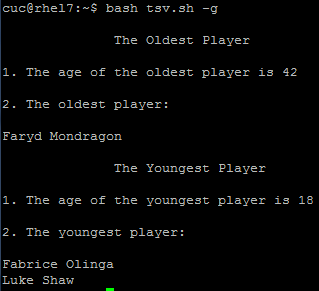 cuc@rhel7:~$ bash tsv.sh -g
The Oldest Player
1. The age of the oldest player is 42
2. The oldest player:
Faryd Mondragon
The Youngest Player
1. The age of the youngest player is 18
2. The youngest player:
Fabrice Olinga
Luke Shaw